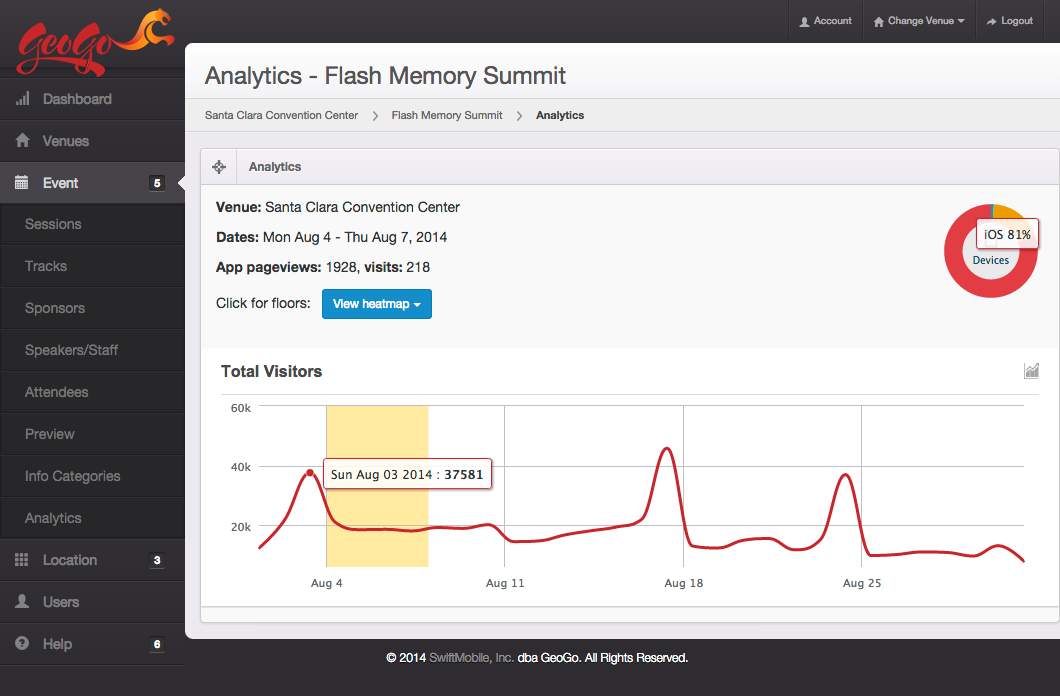 GeoGo
Account
Change Venue
Logout
Analytics - Flash Memory Summit
Santa Clara Convention Center
Flash Memory Summit
Analytics
Dashboard
Venues
Event 5
Sessions
Tracks
Sponsors
Speakers/Staff
Attendees
Preview
Info Categories
Analytics
Location 3
Users
Help 6
Analytics
Venue: Santa Clara Convention Center
Dates: Mon Aug 4 - Thu Aug 7, 2014
App pageviews: 1928, visits: 218
Click for floors: View heatmap
iOS 81%
Devices
Total Visitors
60k
40k
20k
Sun Aug 03 2014 : 37581
Aug 4
Aug 11
Aug 18
Aug 25
© 2014 SwiftMobile, Inc. dba GeoGo. All Rights Reserved.